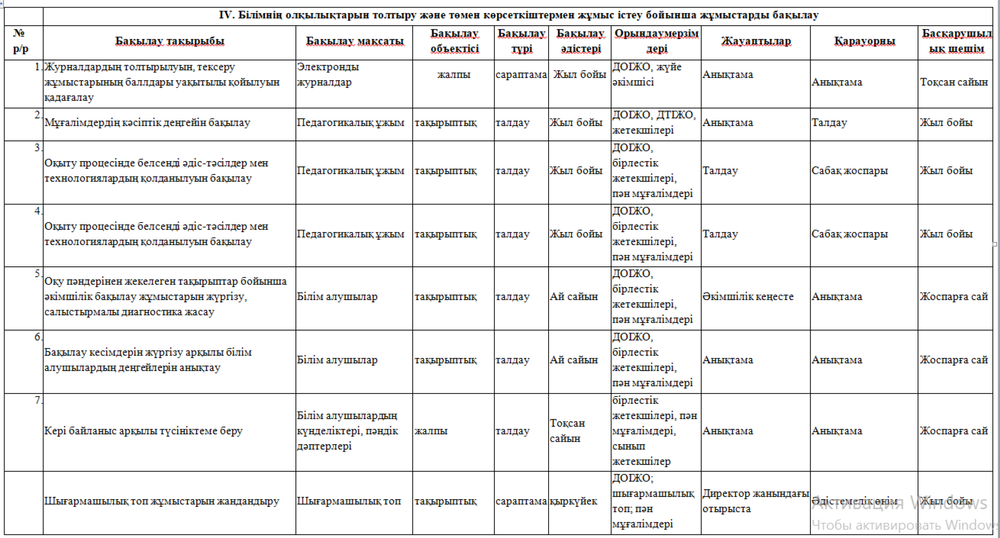 IV. Білімнің олқылықтарын толтыру және төмен көрсеткіштермен жұмыс істеу бойынша жұмыстарды бақылау
№ р/р Бақылау тақырыбы Бақылау мақсаты Бақылау объектісі Бақылау түрі Бақылау әдістері Орындаумерзімдері Жауаптылар Қарауорны Басқарушылық шешім
1. Журналдардың толтырылуын, тексеру жұмыстарының баллдары уақытылы қойылуын қадағалау Электронды журналдар жалпы сараптама Жыл бойы ДОІЖО, жүйе әкімшісі Анықтама Анықтама Тоқсан сайын
2. Мұғалімдердің кәсіптік деңгейін бақылау Педагогикалық ұжым тақырыптық талдау Жыл бойы ДОІЖО, ДТІЖО, жетекшілері Анықтама Талдау Жыл бойы
3. Оқыту процесінде белсенді әдіс-тәсілдер мен технологиялардың қолданылуын бақылау Педагогикалық ұжым тақырыптық талдау Жыл бойы ДОІЖО, бірлестік жетекшілері, пән мұғалімдері Талдау Сабақ жоспары Жыл бойы
4. Оқыту процесінде белсенді әдіс-тәсілдер мен технологиялардың қолданылуын бақылау Педагогикалық ұжым тақырыптық талдау Жыл бойы ДОІЖО, бірлестік жетекшілері, пән мұғалімдері Талдау Сабақ жоспары Жыл бойы
5. Оқу пәндерінен жекелеген тақырыптар бойынша әкімшілік бақылау жұмыстарын жүргізу, салыстырмалы диагностика жасау Білім алушылар тақырыптық талдау Ай сайын ДОІЖО, бірлестік жетекшілері, пән мұғалімдері Әкімшілік кеңесте Анықтама Жоспарға сай
6. Бақылау кесімдерін жүргізу арқылы білім алушылардың деңгейлерін анықтау Білім алушылар тақырыптық талдау Ай сайын ДОІЖО, бірлестік жетекшілері, пән мұғалімдері Анықтама Анықтама Жоспарға сай
7. Кері байланыс арқылы түсініктеме беру Білім алушылардың күнделіктері, пәндік дәптерлері жалпы талдау Тоқсан сайын бірлестік жетекшілері, пән мұғалімдері, сынып жетекшілер Анықтама Анықтама Жоспарға сай
Шығармашылық топ жұмыстарын жандандыру Шығармашылық топ тақырыптық сараптама қыркүйек ДОІЖО; шығармашылық топ; пән мұғалімдері Директор жанындағы отырыста Әдістемелік өнім Жыл бойы
Активация Windows
Чтобы активировать Windows